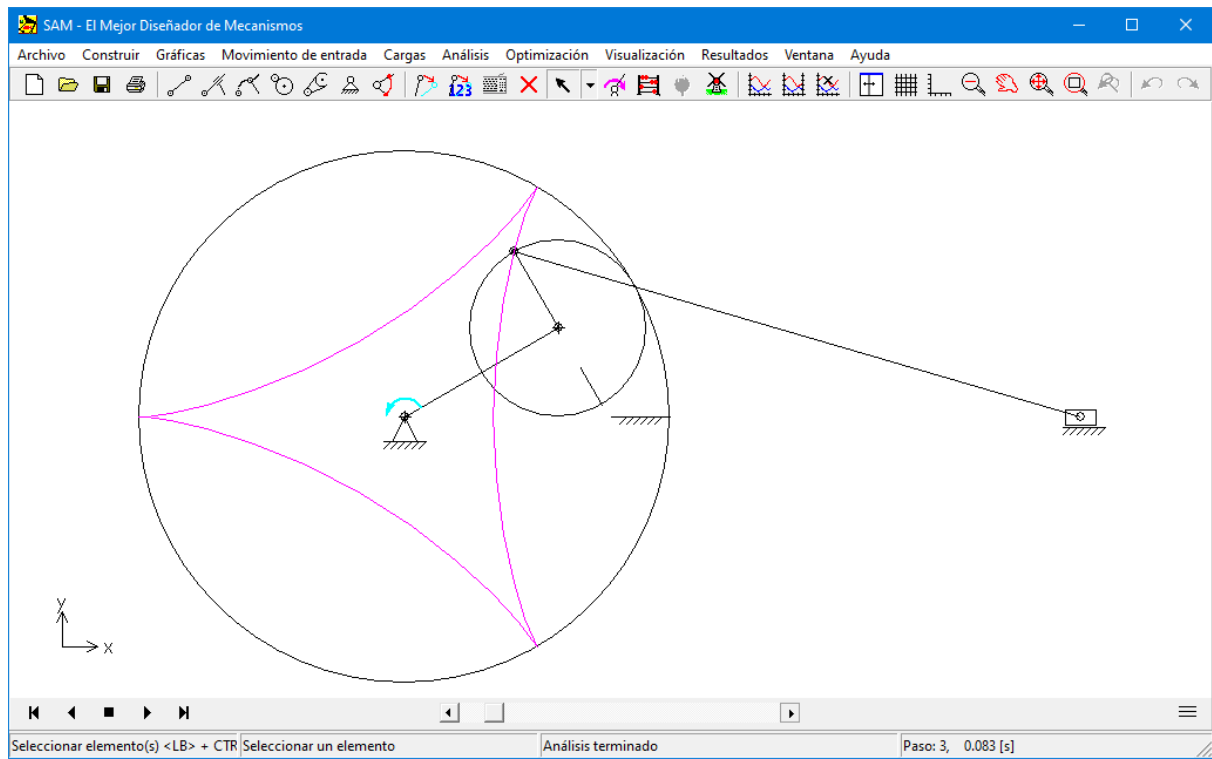 SAM - El Mejor Diseñador de Mecanismos
Archivo Construir Gráficas Movimiento de entrada Cargas Análisis Optimización Visualización Resultados Ventana Ayuda
123
y
x
Seleccionar elemento(s) <LB> + CTR Seleccionar un elemento Análisis terminado Paso: 3, 0.083 [s]